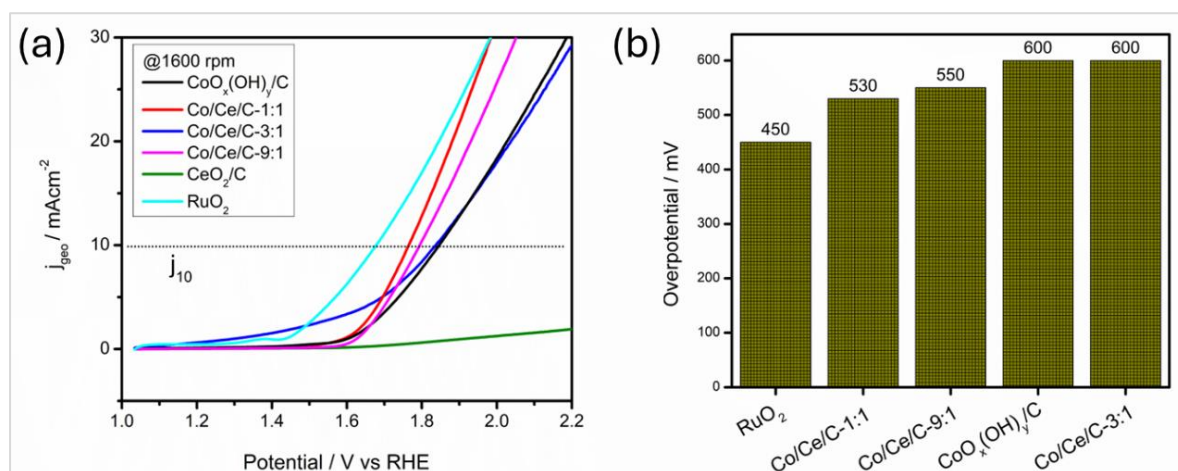 (a)
30
20
10
0
j_geo / mAcm⁻²
@1600 rpm
CoOₓ(OH)ᵧ/C
Co/Ce/C-1:1
Co/Ce/C-3:1
Co/Ce/C-9:1
CeO₂/C
RuO₂
j₁₀
1.0 1.2 1.4 1.6 1.8 2.0 2.2
Potential / V vs RHE
(b)
Overpotential / mV
600
500
400
300
200
100
0
450
530
550
600
600
RuO₂
Co/Ce/C-1:1
Co/Ce/C-9:1
CoOₓ(OH)ᵧ/C
Co/Ce/C-3:1